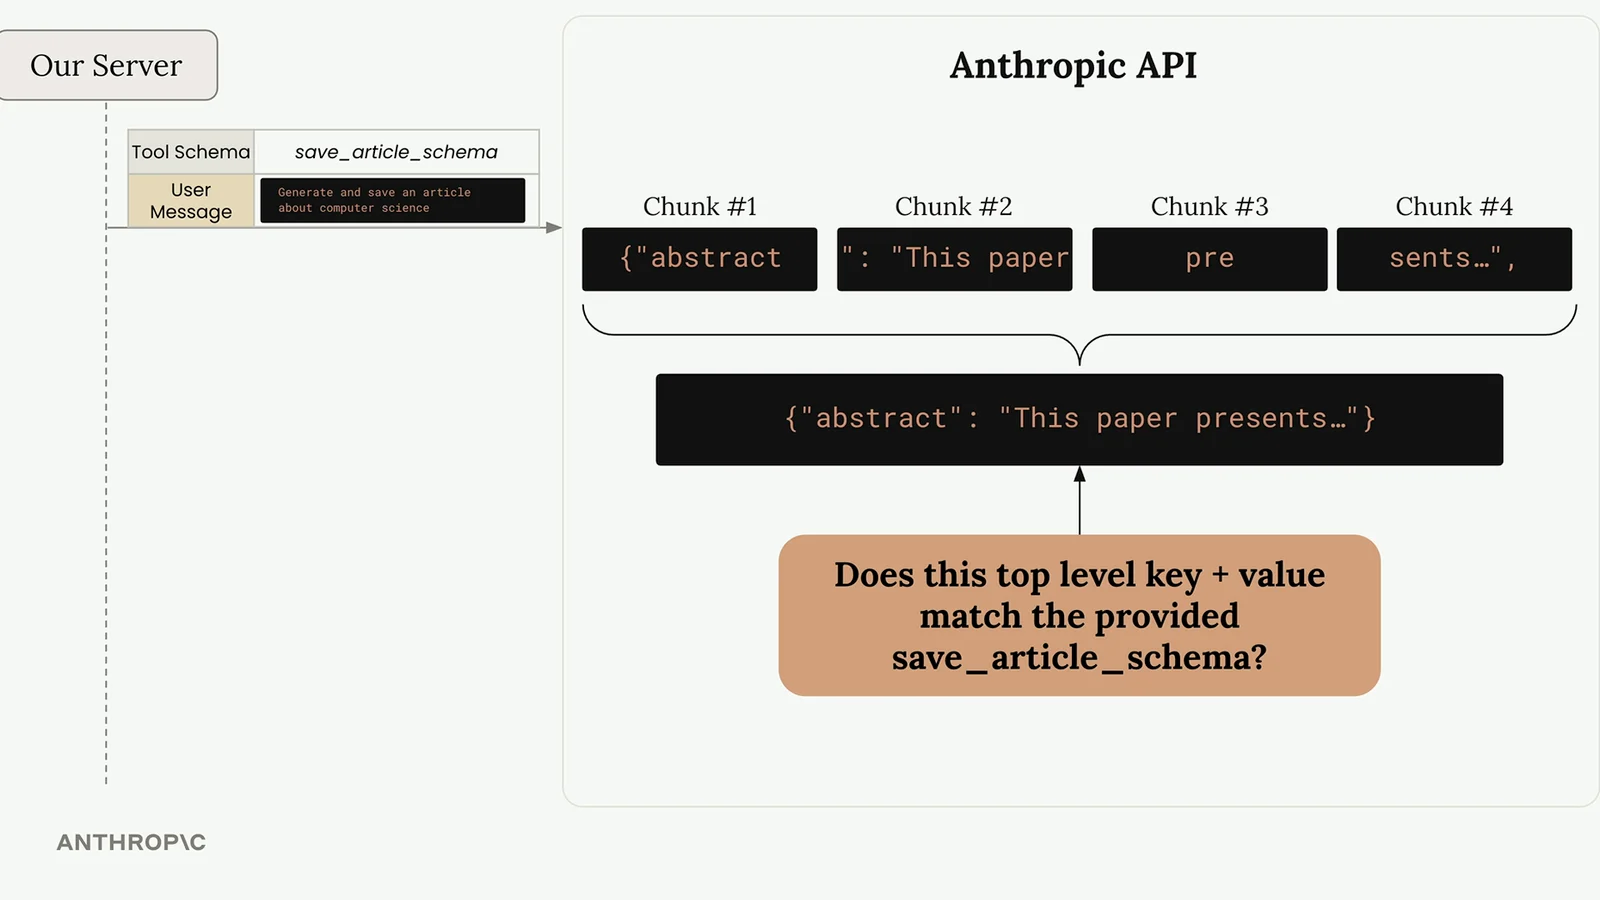 Our Server
Anthropic API
Tool Schema
save_article_schema
User
Message
Generate and save an article
about computer science
Chunk #1
Chunk #2
Chunk #3
Chunk #4
{"abstract
": "This paper
pre
sents…",
{"abstract": "This paper presents…"}
Does this top level key + value
match the provided
save_article_schema?
ANTHROP\C